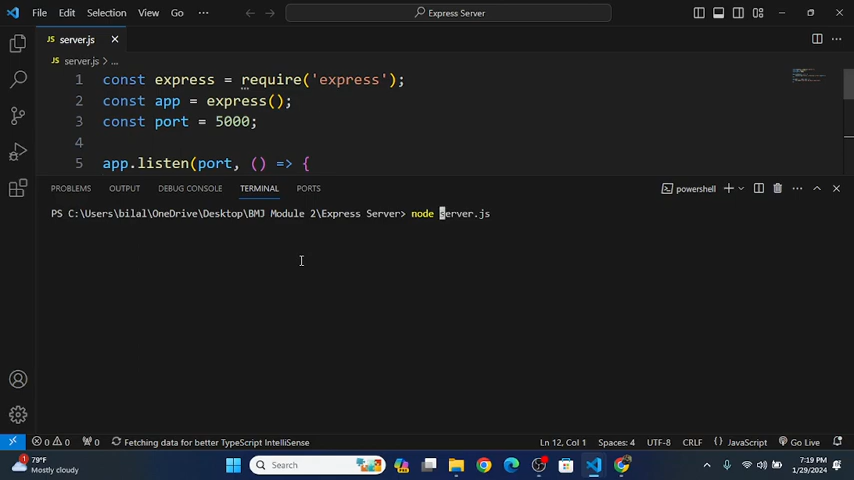 File Edit Selection View Go ··· Express Server
server.js
server.js > ...
1 const express = require('express');
2 const app = express();
3 const port = 5000;
4
5 app.listen(port, () => {
PROBLEMS OUTPUT DEBUG CONSOLE TERMINAL PORTS powershell
PS C:\Users\bilal\OneDrive\Desktop\BMJ Module 2\Express Server> node server.js
0 0 0 Fetching data for better TypeScript IntelliSense Ln 12, Col 1 Spaces: 4 UTF-8 CRLF {} JavaScript Go Live
1
79°F
Mostly cloudy
Search
7:19 PM
1/29/2024